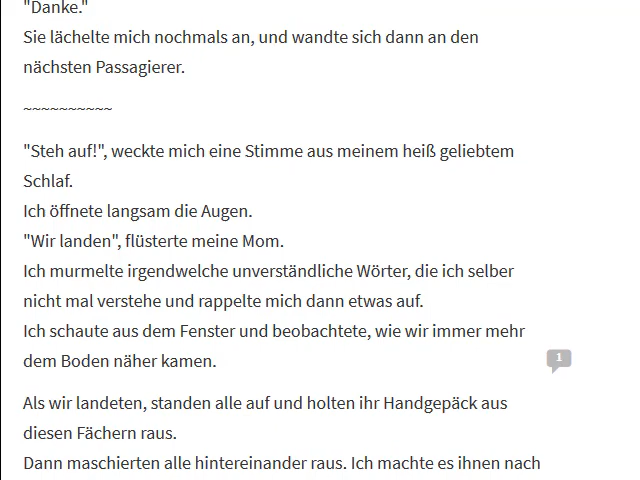 "Danke."
Sie lächelte mich nochmals an, und wandte sich dann an den
nächsten Passagierer.
~~~~~~~~~~
"Steh auf!", weckte mich eine Stimme aus meinem heiß geliebtem
Schlaf.
Ich öffnete langsam die Augen.
"Wir landen", flüsterte meine Mom.
Ich murmelte irgendwelche unverständliche Wörter, die ich selber
nicht mal verstehe und rappelte mich dann etwas auf.
Ich schaute aus dem Fenster und beobachtete, wie wir immer mehr
dem Boden näher kamen.
1
Als wir landeten, standen alle auf und holten ihr Handgepäck aus
diesen Fächern raus.
Dann maschierten alle hintereinander raus. Ich machte es ihnen nach